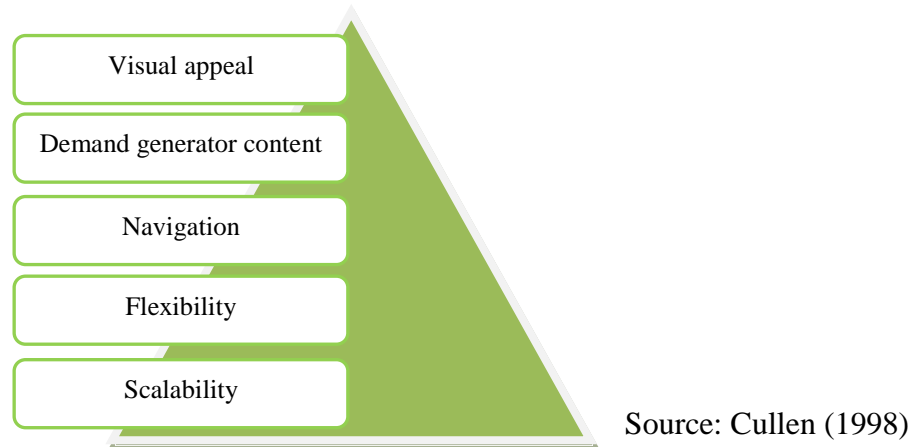 Visual appeal
Demand generator content
Navigation
Flexibility
Scalability
Source: Cullen (1998)